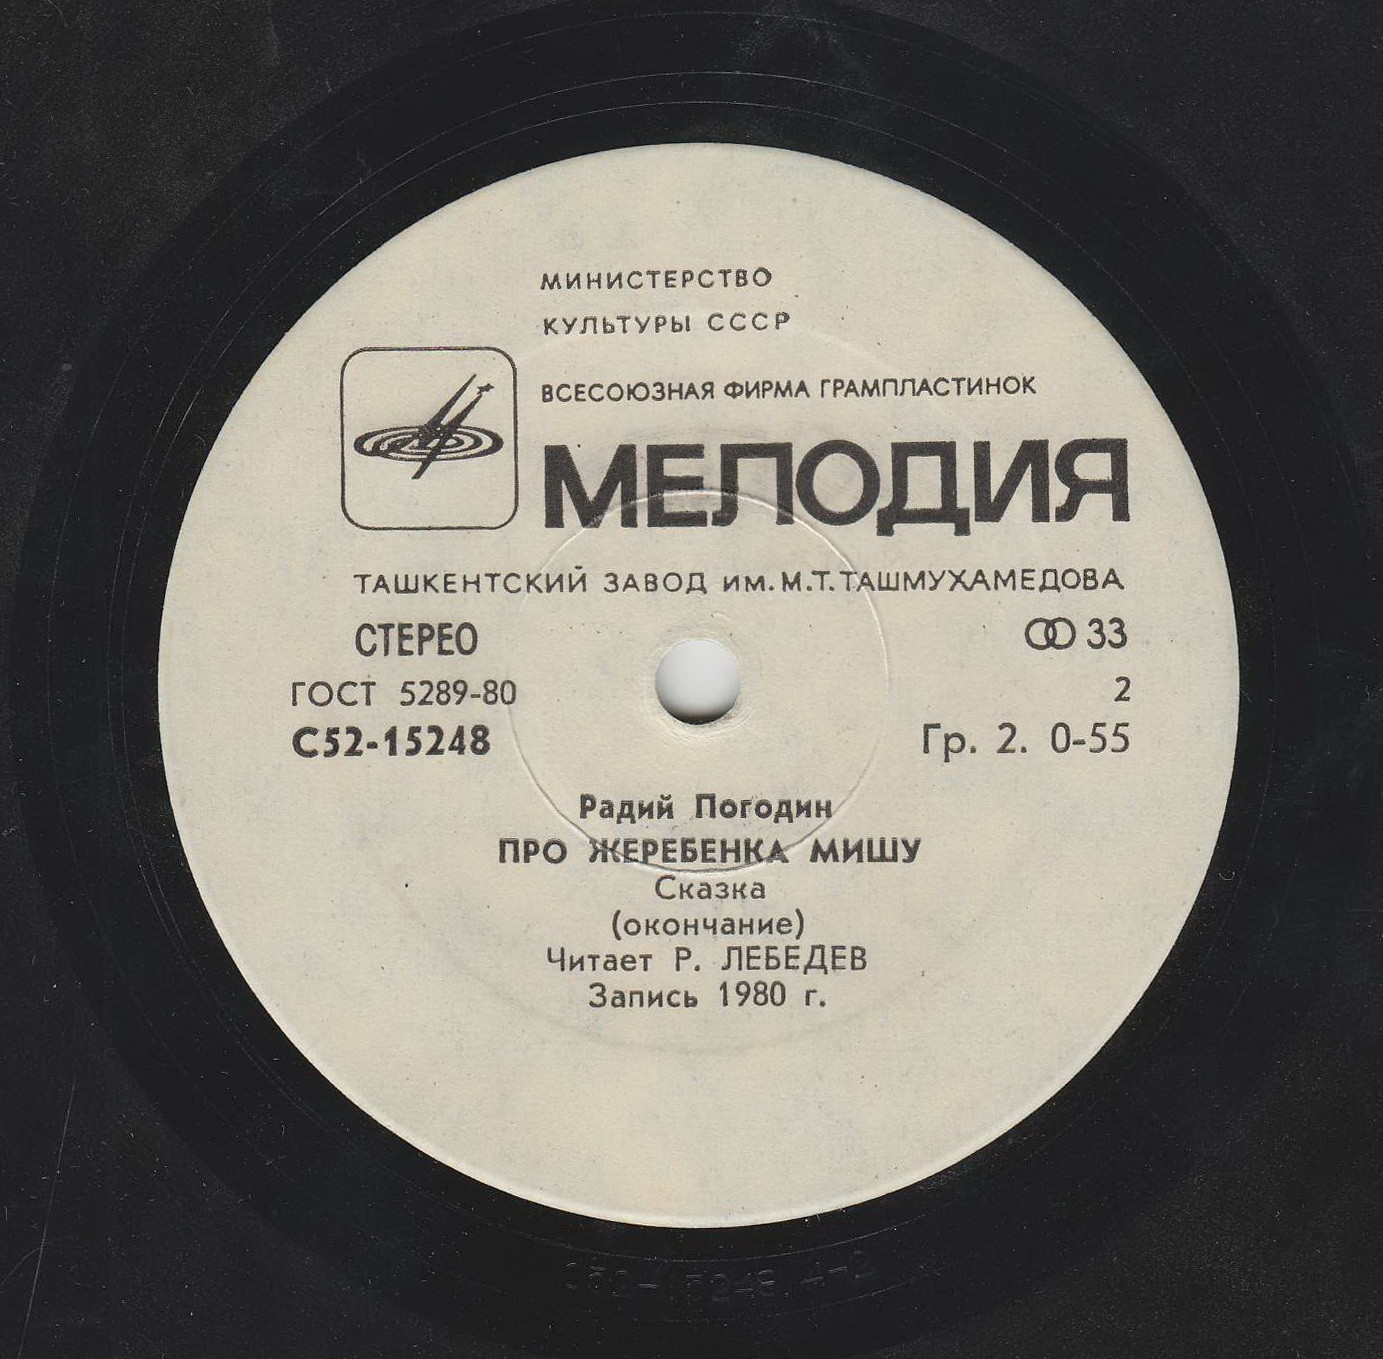 МИНИСТЕРСТВО
КУЛЬТУРЫ СССР
ВСЕСОЮЗНАЯ ФИРМА ГРАМПЛАСТИНОК
МЕЛОДИЯ
ТАШКЕНТСКИЙ ЗАВОД ИМ. М.Т. ТАШМУХАМЕДОВА
СТЕРЕО
33
ГОСТ 5289-80
2
С52-15248
Гр. 2. 0-55
Радий Погодин
ПРО ЖЕРЕБЕНКА МИШУ
Сказка
(окончание)
Читает Р. ЛЕБЕДЕВ
Запись 1980 г.